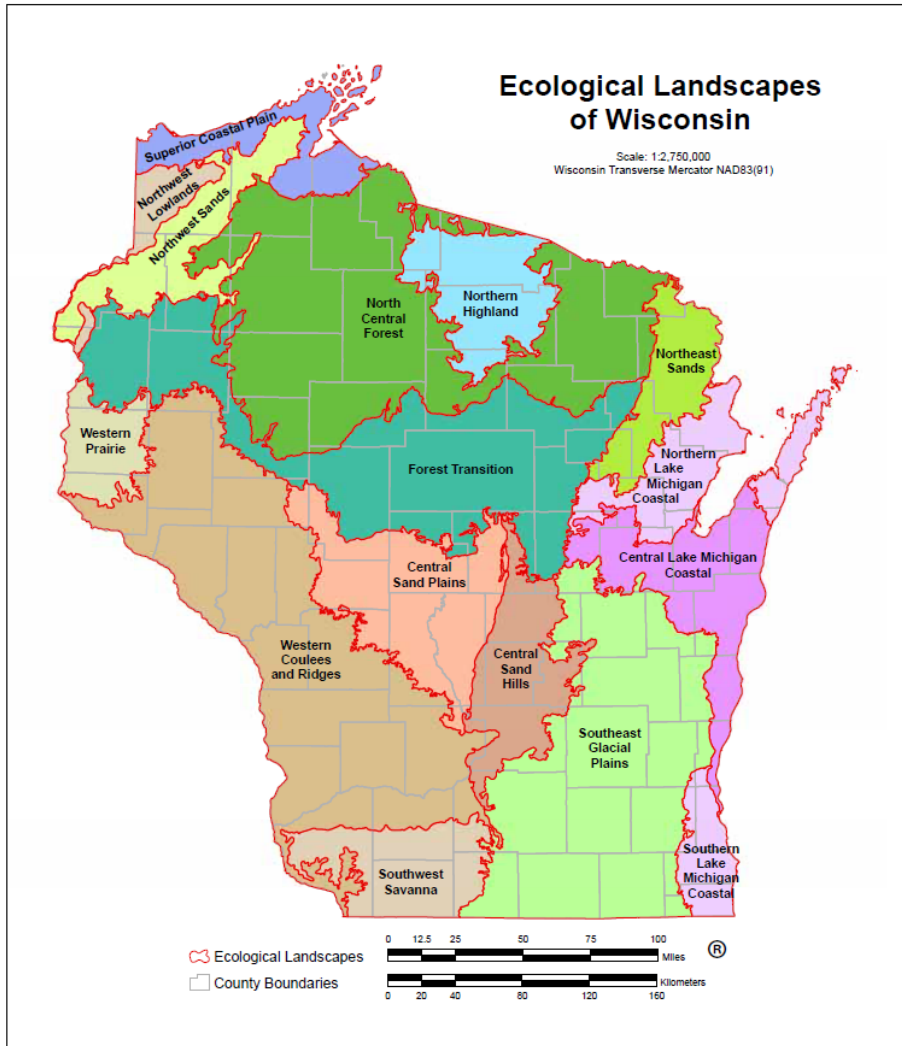 Ecological Landscapes
of Wisconsin
Scale: 1:2,750,000
Wisconsin Transverse Mercator NAD83(91)
Superior Coastal Plain
Northwest
Lowlands
Northwest Sands
North
Central
Forest
Northern
Highland
Northeast
Sands
Western
Prairie
Forest Transition
Northern
Lake
Michigan
Coastal
Central Lake Michigan
Coastal
Central
Sand Plains
Western
Coulees
and Ridges
Central
Sand
Hills
Southeast
Glacial
Plains
Southwest
Savanna
Southern
Lake
Michigan
Coastal
Ecological Landscapes
County Boundaries
0 12.5 25 50 75 100
Miles
Kilometers
0 20 40 80 120 160
®